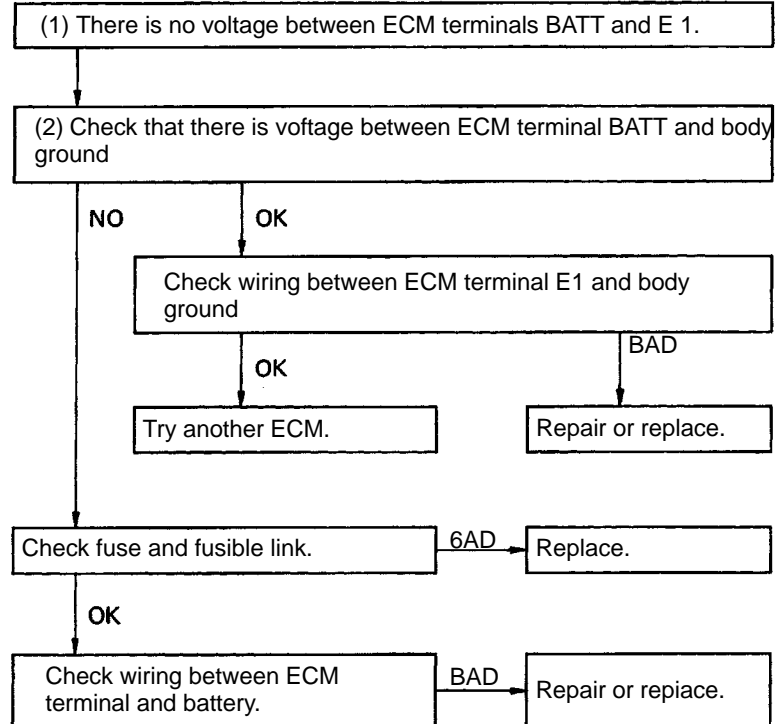 (1) There is no voltage between ECM terminals BATT and E 1.
(2) Check that there is voftage between ECM terminal BATT and body
ground
NO
OK
Check wiring between ECM terminal E1 and body
ground
OK
BAD
Try another ECM.
Repair or replace.
Check fuse and fusible link.
6AD
Replace.
OK
Check wiring between ECM
terminal and battery.
BAD
Repair or repiace.